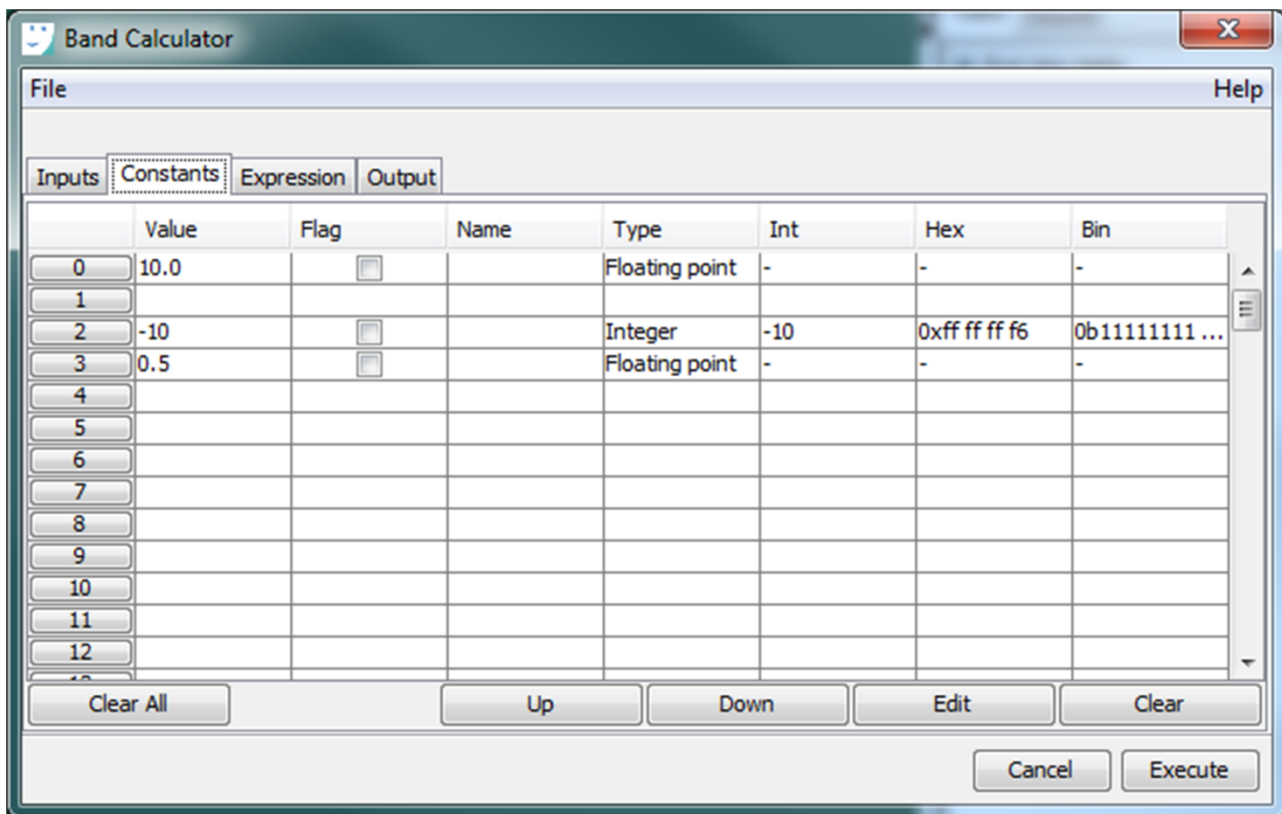 Band Calculator
File Help
Inputs Constants Expression Output
Value Flag Name Type Int Hex Bin
0 10.0 Floating point - - -
1
2 -10 Integer -10 0xff ff ff f6 0b11111111 ...
3 0.5 Floating point - - -
4
5
6
7
8
9
10
11
12
Clear All Up Down Edit Clear
Cancel Execute